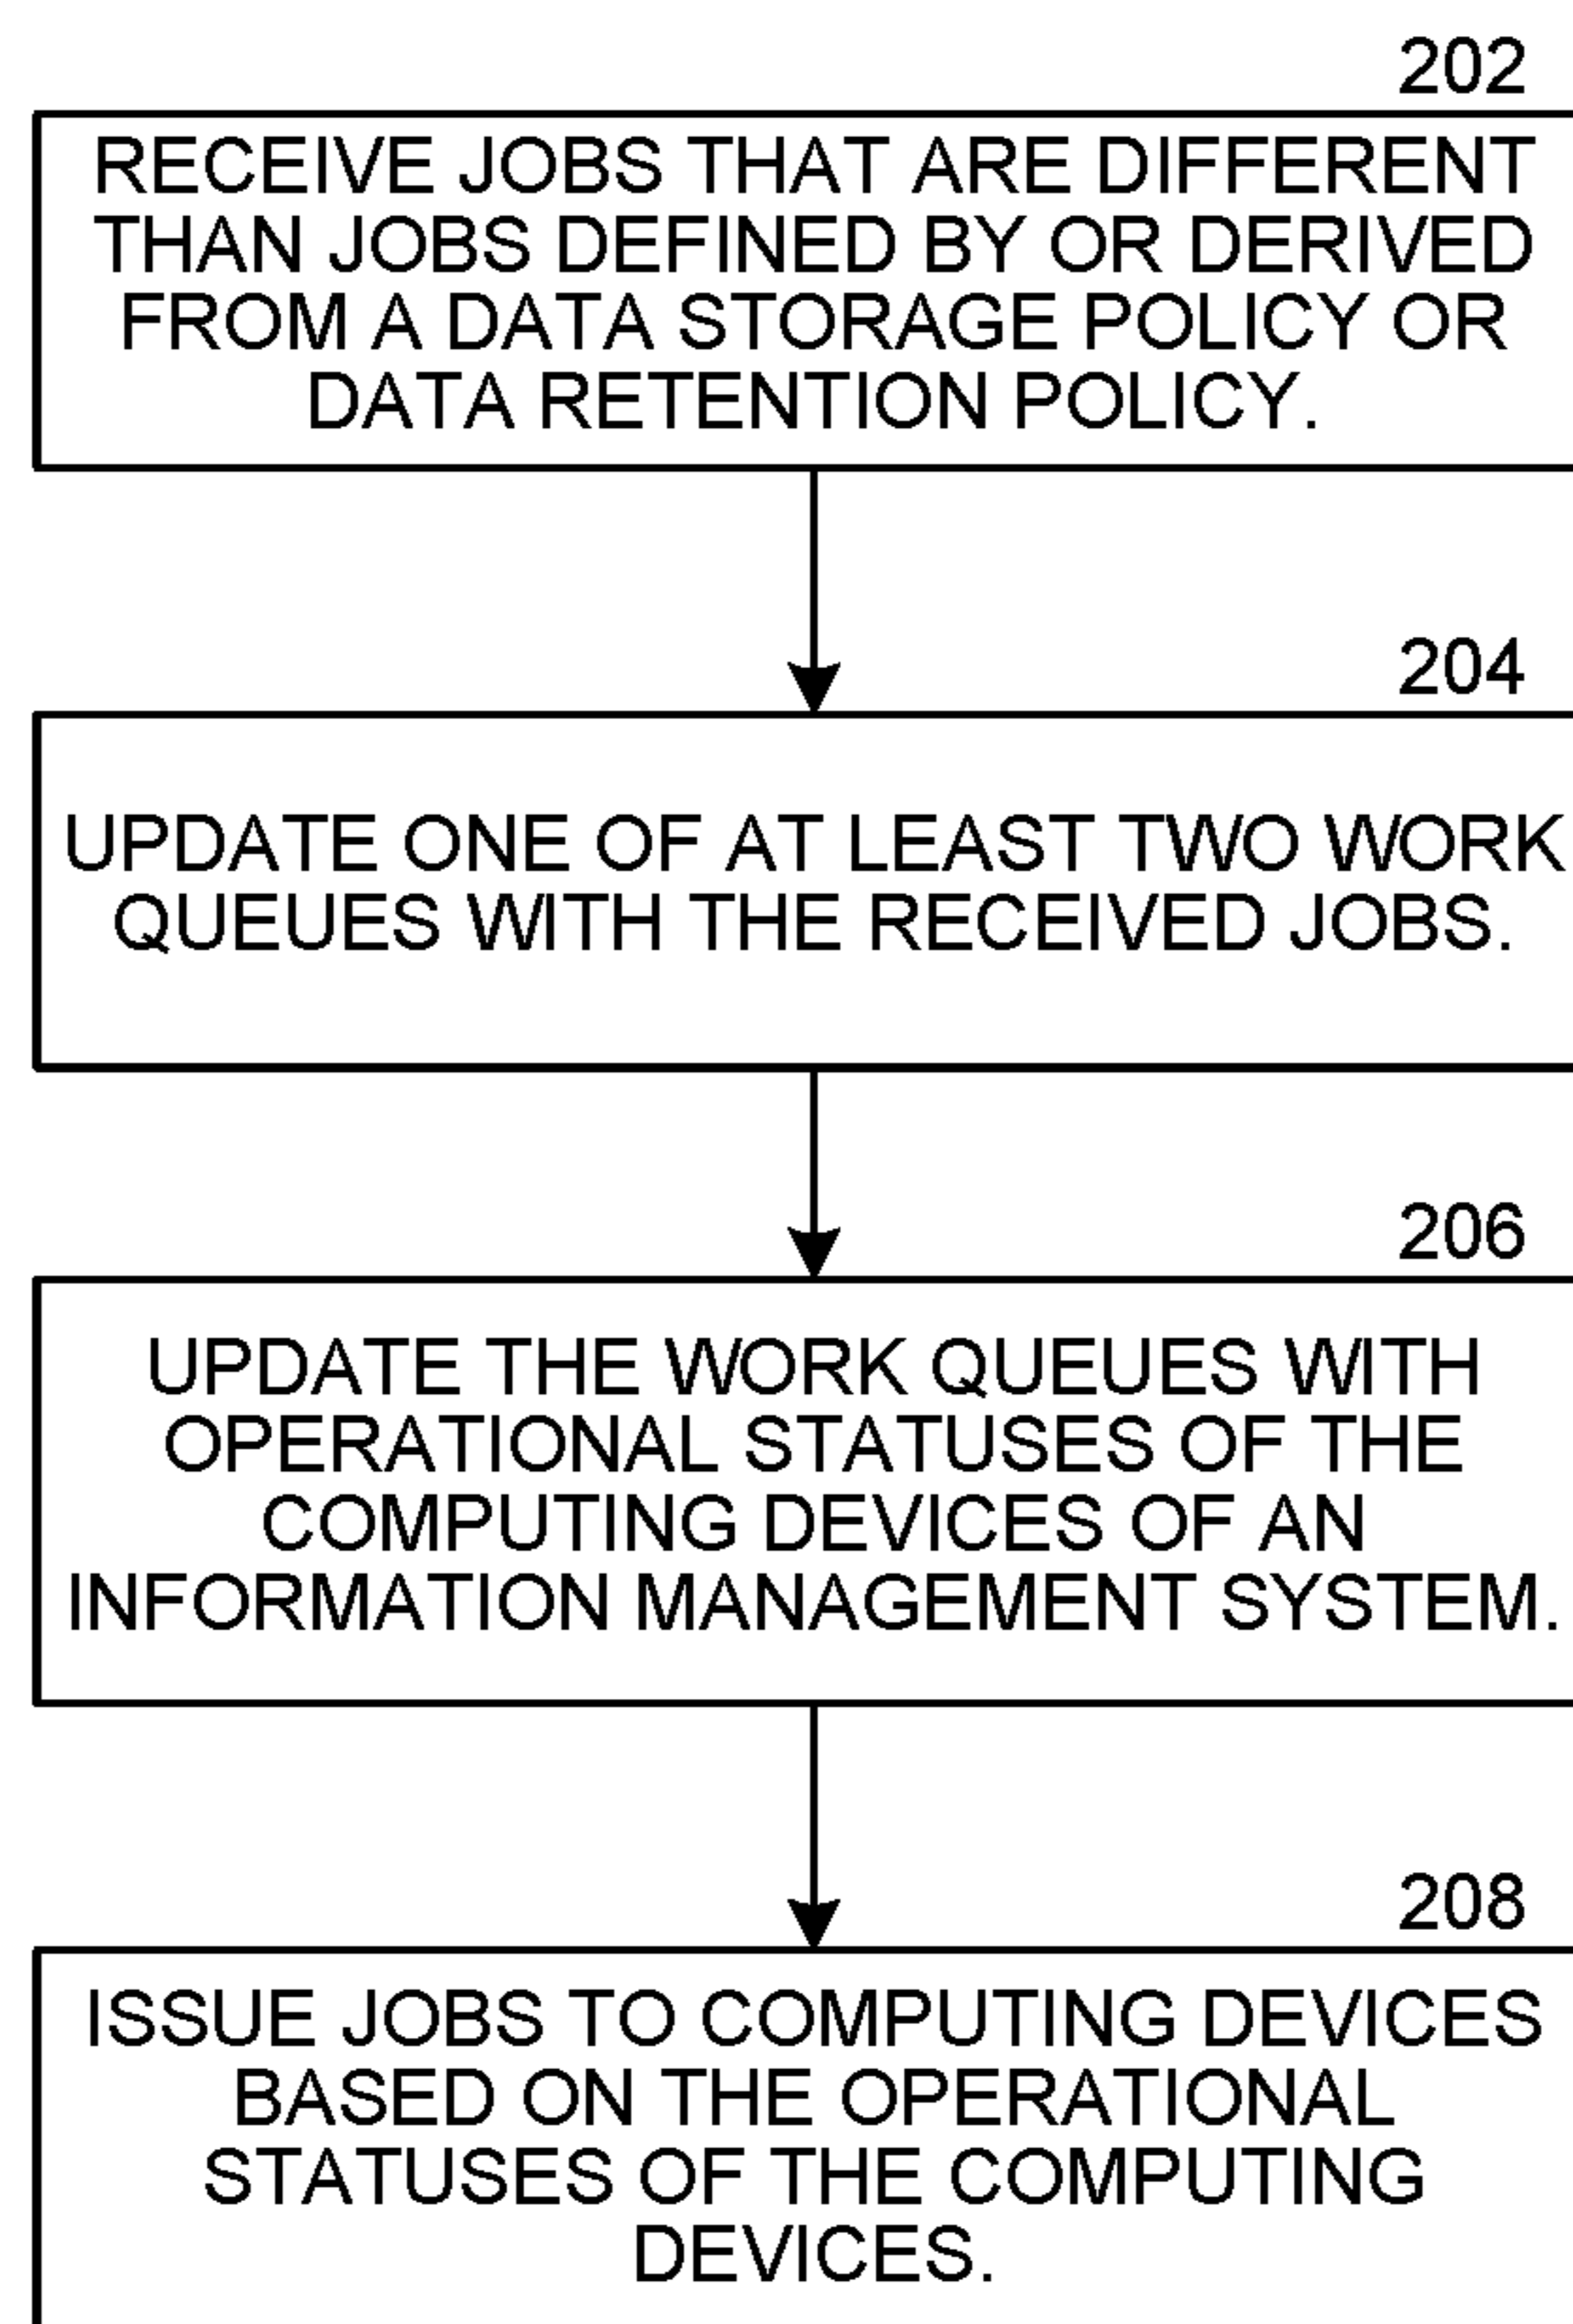 202
RECEIVE JOBS THAT ARE DIFFERENT
THAN JOBS DEFINED BY OR DERIVED
FROM A DATA STORAGE POLICY OR
DATA RETENTION POLICY.
204
UPDATE ONE OF AT LEAST TWO WORK
QUEUES WITH THE RECEIVED JOBS.
206
UPDATE THE WORK QUEUES WITH
OPERATIONAL STATUSES OF THE
COMPUTING DEVICES OF AN
INFORMATION MANAGEMENT SYSTEM.
208
ISSUE JOBS TO COMPUTING DEVICES
BASED ON THE OPERATIONAL
STATUSES OF THE COMPUTING
DEVICES.